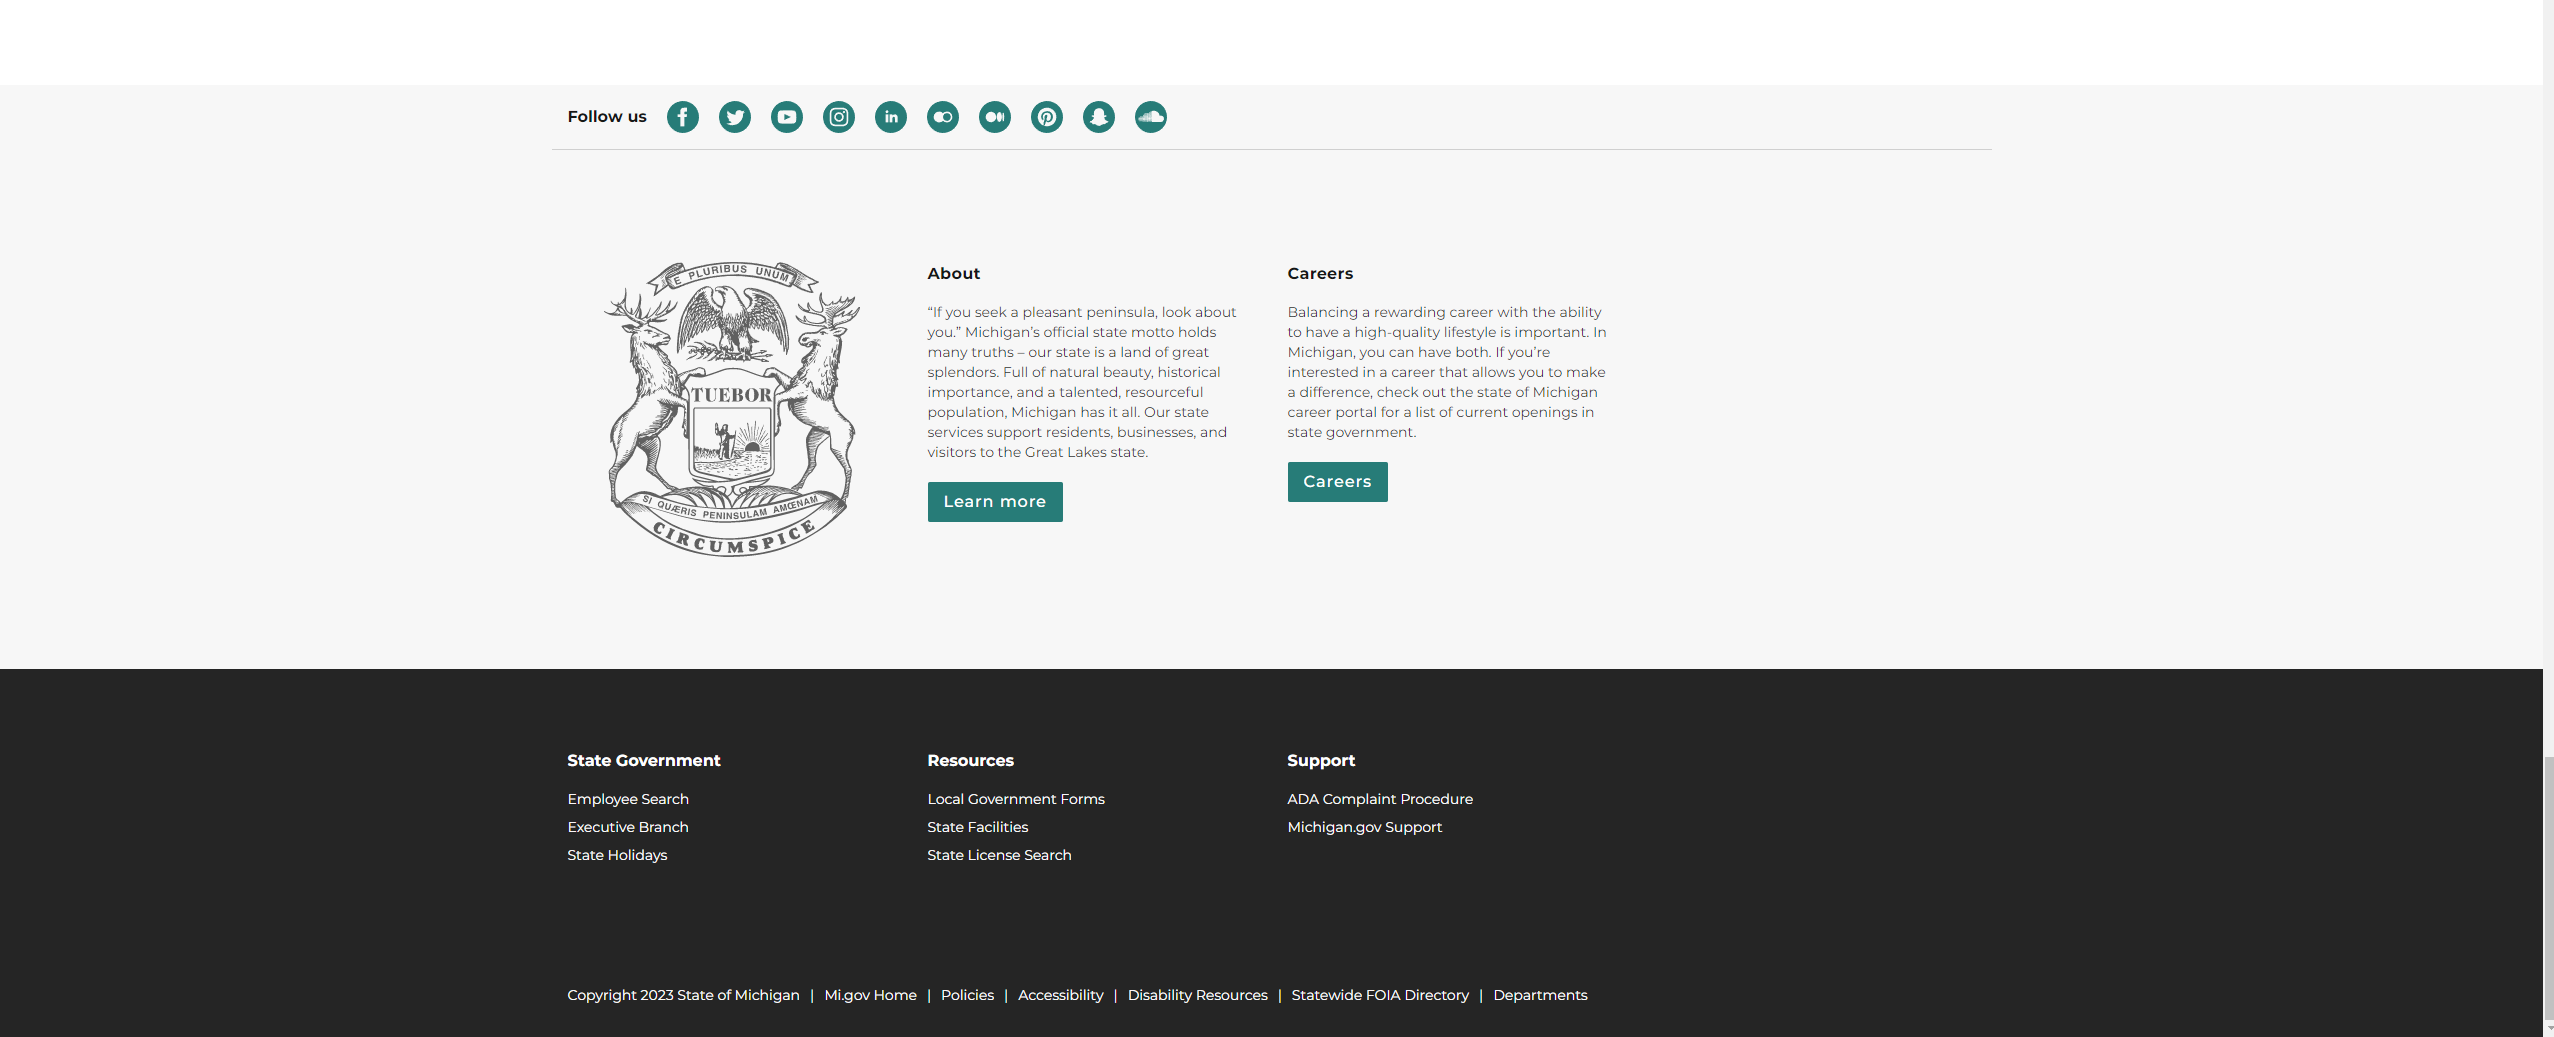 Follow us
E PLURIBUS UNUM
TUEBOR
SI QUÆRIS PENINSULAM AMŒNAM
CIRCUMSPICE
About
“If you seek a pleasant peninsula, look about
you.” Michigan’s official state motto holds
many truths – our state is a land of great
splendors. Full of natural beauty, historical
importance, and a talented, resourceful
population, Michigan has it all. Our state
services support residents, businesses, and
visitors to the Great Lakes state.
Learn more
Careers
Balancing a rewarding career with the ability
to have a high-quality lifestyle is important. In
Michigan, you can have both. If you’re
interested in a career that allows you to make
a difference, check out the state of Michigan
career portal for a list of current openings in
state government.
Careers
State Government
Employee Search
Executive Branch
State Holidays
Resources
Local Government Forms
State Facilities
State License Search
Support
ADA Complaint Procedure
Michigan.gov Support
Copyright 2023 State of Michigan | Mi.gov Home | Policies | Accessibility | Disability Resources | Statewide FOIA Directory | Departments